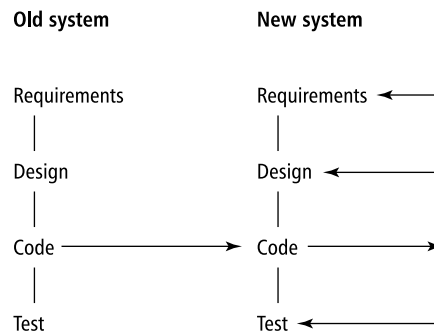 Old system
New system
Requirements
Requirements
Design
Design
Code
Code
Test
Test